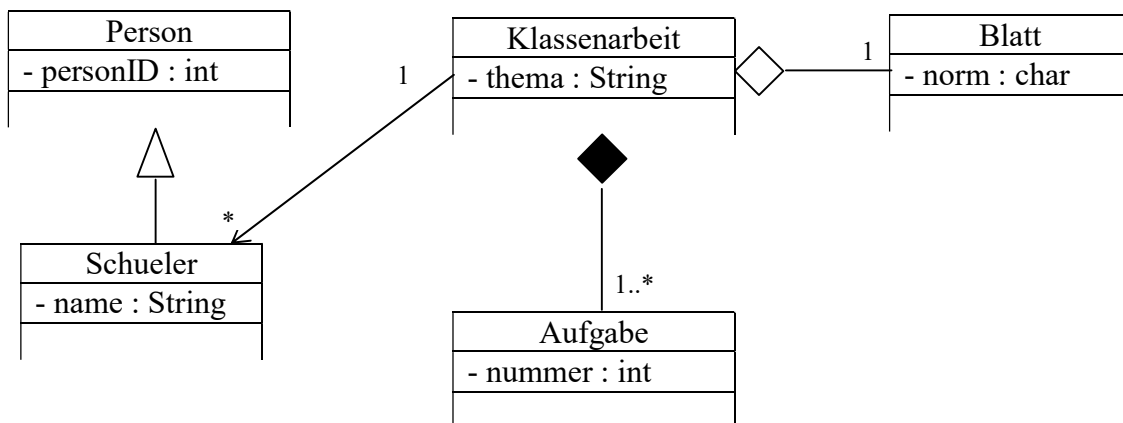 Person
- personID : int
Klassenarbeit
- thema : String
Blatt
- norm : char
1
1
*
Schueler
- name : String
1..*
Aufgabe
- nummer : int